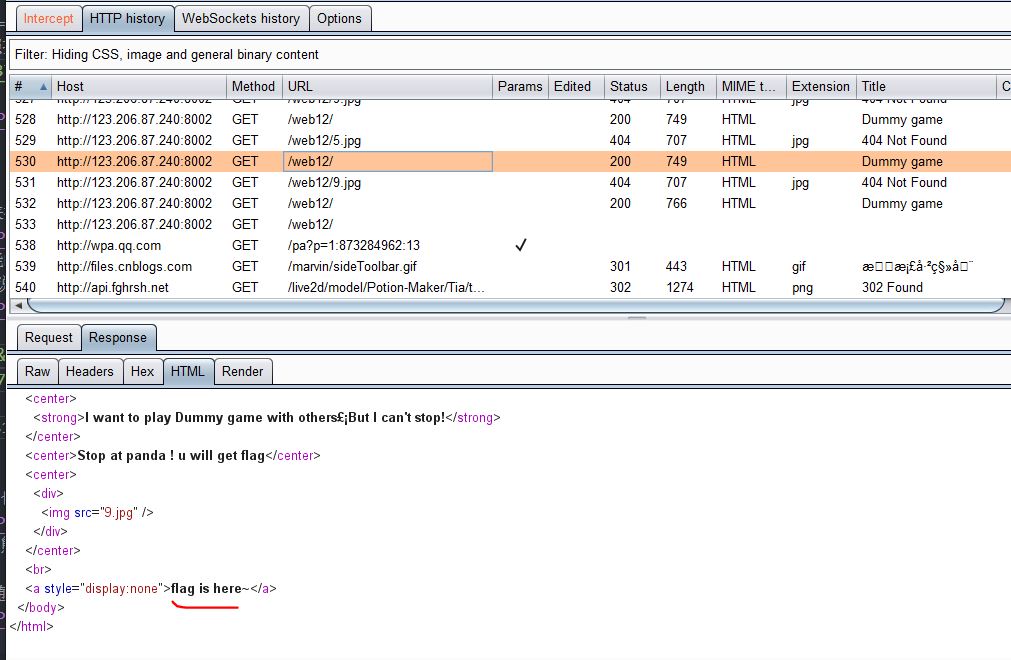 Intercept HTTP history WebSockets history Options
Filter: Hiding CSS, image and general binary content
# Host Method URL Params Edited Status Length MIME t... Extension Title C
527 http://123.206.87.240:8002 GET /web12/9.jpg 404 707 HTML jpg 404 Not Found
528 http://123.206.87.240:8002 GET /web12/ 200 749 HTML Dummy game
529 http://123.206.87.240:8002 GET /web12/5.jpg 404 707 HTML jpg 404 Not Found
530 http://123.206.87.240:8002 GET /web12/ 200 749 HTML Dummy game
531 http://123.206.87.240:8002 GET /web12/9.jpg 404 707 HTML jpg 404 Not Found
532 http://123.206.87.240:8002 GET /web12/ 200 766 HTML Dummy game
533 http://123.206.87.240:8002 GET /web12/
538 http://wpa.qq.com GET /pa?p=1:873284962:13 ✓
539 http://files.cnblogs.com GET /marvin/sideToolbar.gif 301 443 HTML gif
540 http://api.fghrsh.net GET /live2d/model/Potion-Maker/Tia/t... 302 1274 HTML png 302 Found
Request Response
Raw Headers Hex HTML Render
<center>
<strong>I want to play Dummy game with others£¡But I can't stop!</strong>
</center>
<center>Stop at panda ! u will get flag</center>
<center>
<div>
<img src="9.jpg" />
</div>
</center>
<br>
<a style="display:none">flag is here~</a>
</body>
</html>